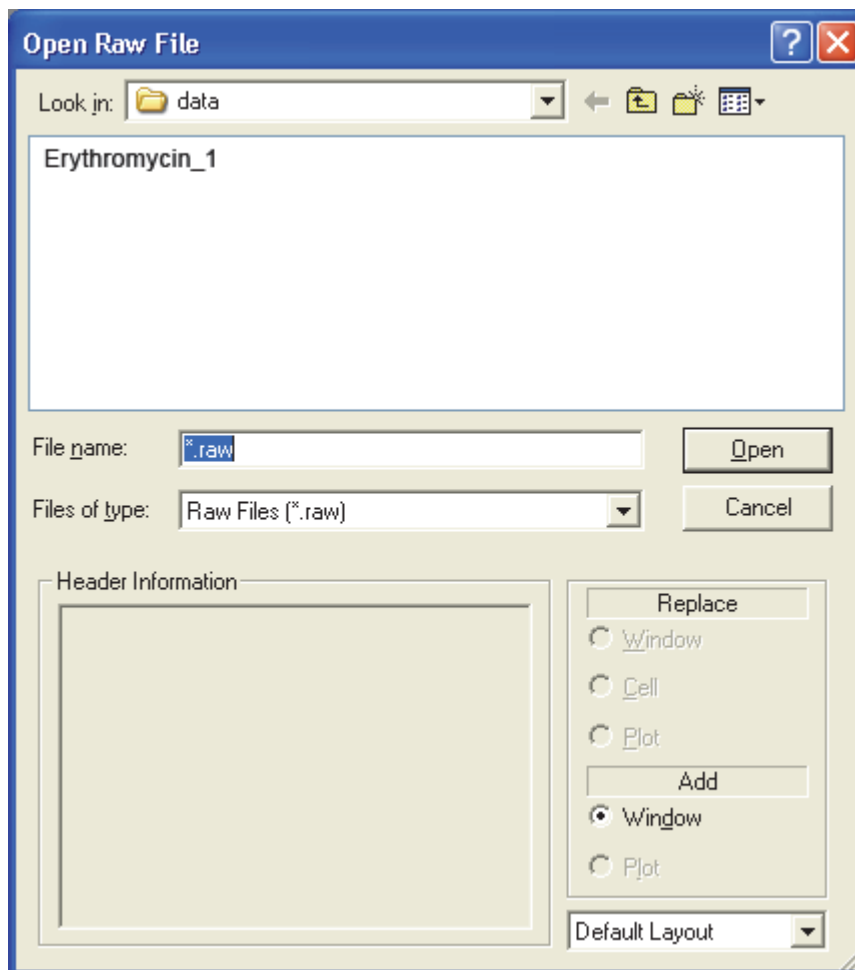 Open Raw File
Look in: data
Erythromycin_1
File name: *.raw Open
Files of type: Raw Files (*.raw) Cancel
Header Information
Replace
Window
Cell
Plot
Add
Window
Plot
Default Layout